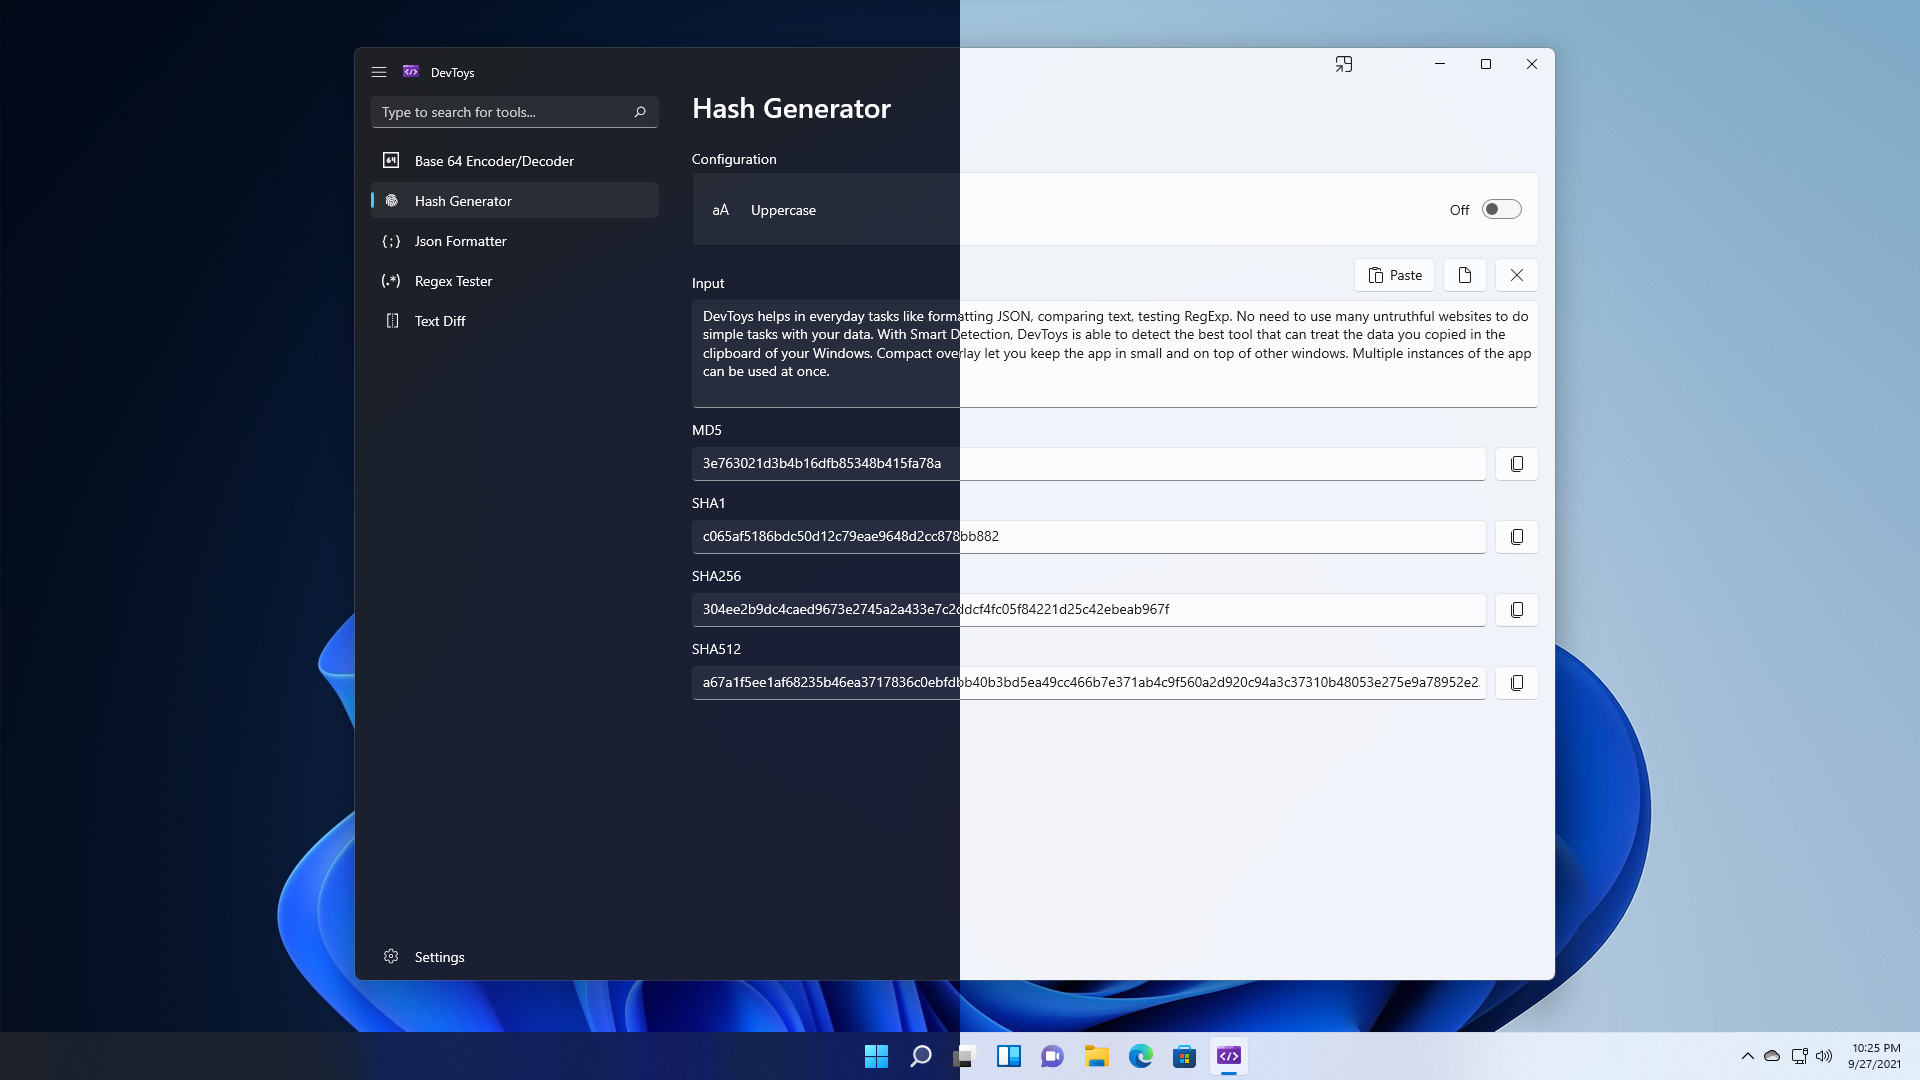 DevToys
Type to search for tools...
Base 64 Encoder/Decoder
Hash Generator
Json Formatter
Regex Tester
Text Diff
Settings
Hash Generator
Configuration
aA Uppercase Off
Input Paste
DevToys helps in everyday tasks like formatting JSON, comparing text, testing RegExp. No need to use many untruthful websites to do
simple tasks with your data. With Smart Detection, DevToys is able to detect the best tool that can treat the data you copied in the
clipboard of your Windows. Compact overlay let you keep the app in small and on top of other windows. Multiple instances of the app
can be used at once.
MD5
3e763021d3b4b16dfb85348b415fa78a
SHA1
c065af5186bdc50d12c79eae9648d2cc878bb882
SHA256
304ee2b9dc4caed9673e2745a2a433e7c2ddcf4fc05f84221d25c42ebeab967f
SHA512
a67a1f5ee1af68235b46ea3717836c0ebfdbb40b3bd5ea49cc466b7e371ab4c9f560a2d920c94a3c37310b48053e275e9a78952e2
10:25 PM
9/27/2021